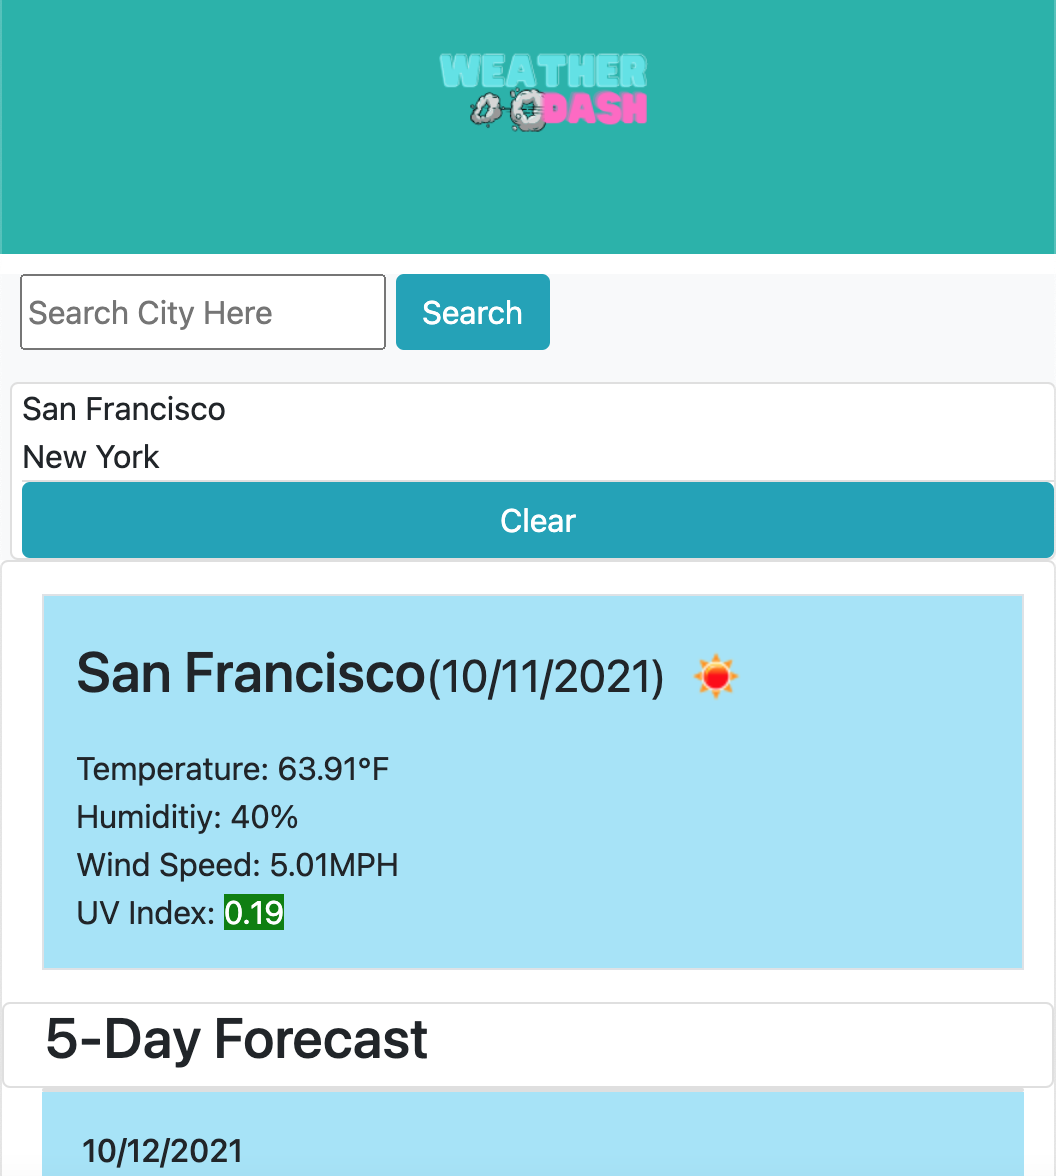 WEATHER
DASH
Search City Here
Search
San Francisco
New York
Clear
San Francisco(10/11/2021)
Temperature: 63.91°F
Humiditiy: 40%
Wind Speed: 5.01MPH
UV Index: 0.19
5-Day Forecast
10/12/2021